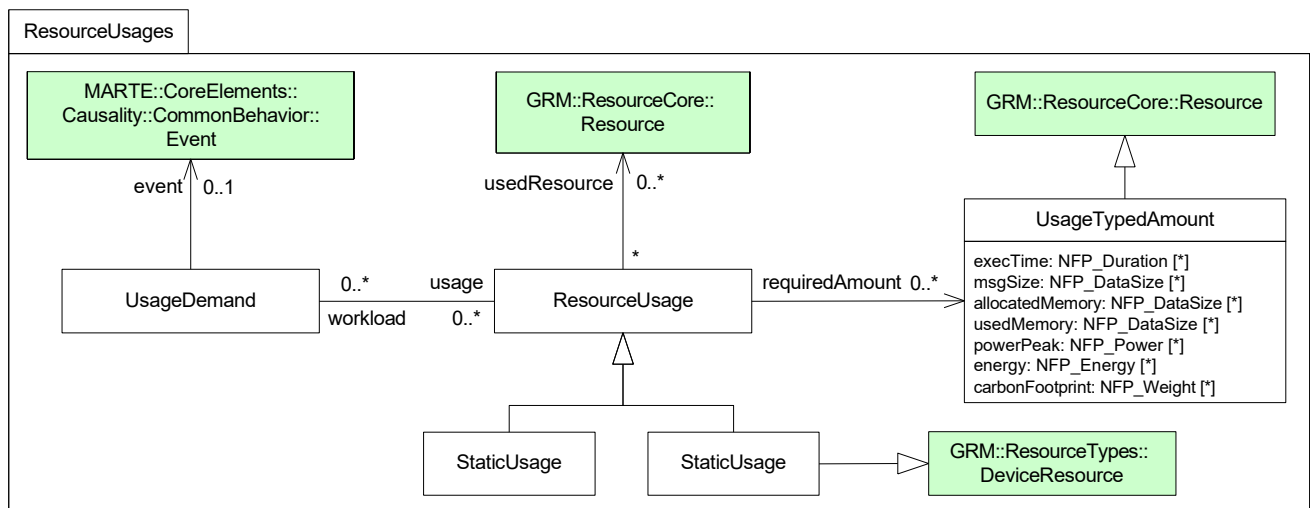 ResourceUsages
MARTE::CoreElements::
Causality::CommonBehavior::
Event
GRM::ResourceCore::
Resource
GRM::ResourceCore::Resource
event
0..1
usedResource
0..*
UsageTypedAmount
execTime: NFP_Duration [*]
msgSize: NFP_DataSize [*]
allocatedMemory: NFP_DataSize [*]
usedMemory: NFP_DataSize [*]
powerPeak: NFP_Power [*]
energy: NFP_Energy [*]
carbonFootprint: NFP_Weight [*]
*
UsageDemand
0..*
usage
workload
0..*
ResourceUsage
requiredAmount
0..*
StaticUsage
StaticUsage
GRM::ResourceTypes::
DeviceResource